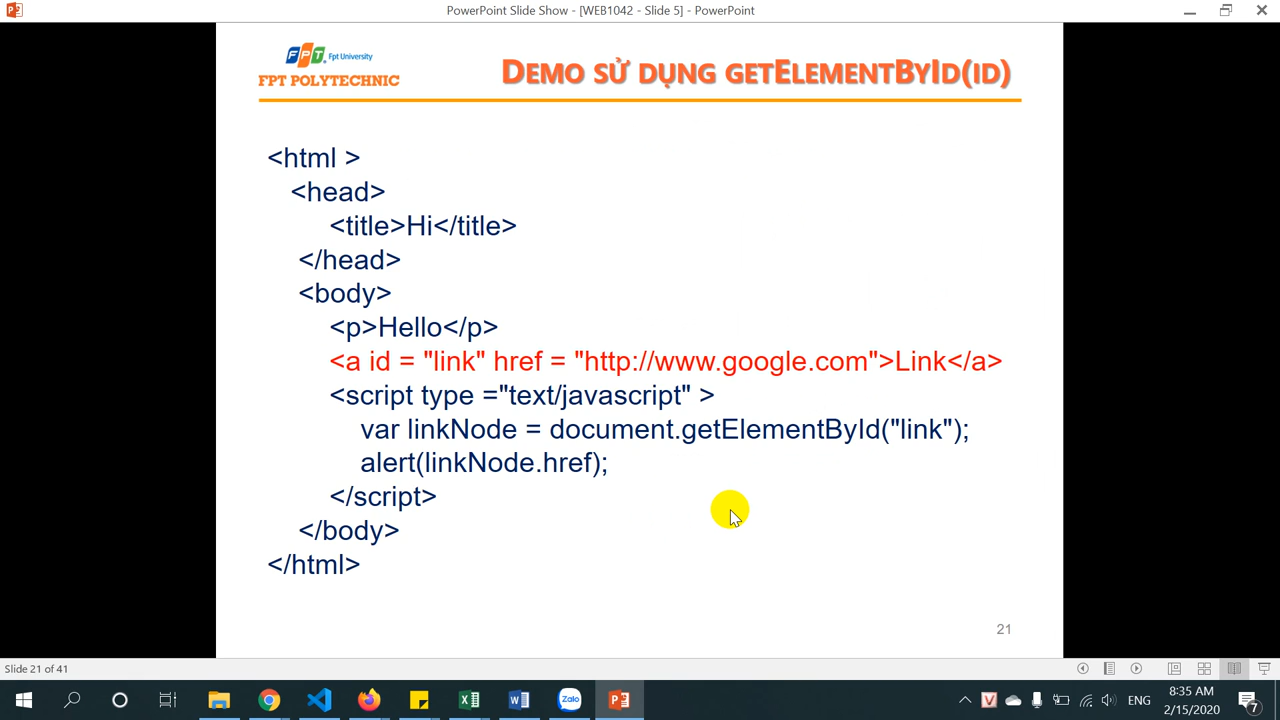 PowerPoint Slide Show - [WEB1042 - Slide 5] - PowerPoint
FPT. Fpt University
FPT POLYTECHNIC
DEMO SỬ DỤNG GETELEMENTBYID(ID)
<html >
<head>
<title>Hi</title>
</head>
<body>
<p>Hello</p>
<a id = "link" href = "http://www.google.com">Link</a>
<script type ="text/javascript" >
var linkNode = document.getElementById("link");
alert(linkNode.href);
</script>
</body>
</html>
21
Slide 21 of 41
Zalo
ENG
8:35 AM
2/15/2020
7